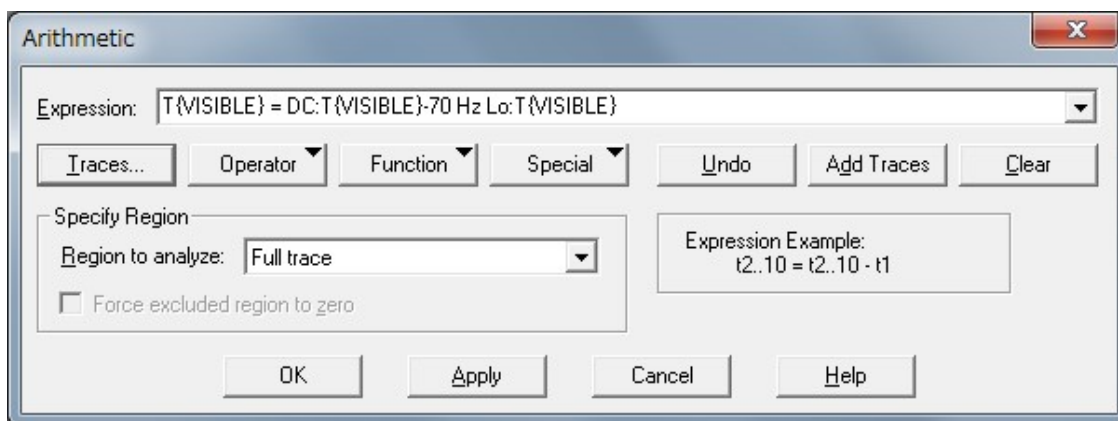 Arithmetic
X
Expression: T{VISIBLE} = DC:T{VISIBLE}-70 Hz Lo:T{VISIBLE}
Traces... Operator Function Special Undo Add Traces Clear
Specify Region
Region to analyze: Full trace
Force excluded region to zero
Expression Example:
t2..10 = t2..10 - t1
OK Apply Cancel Help